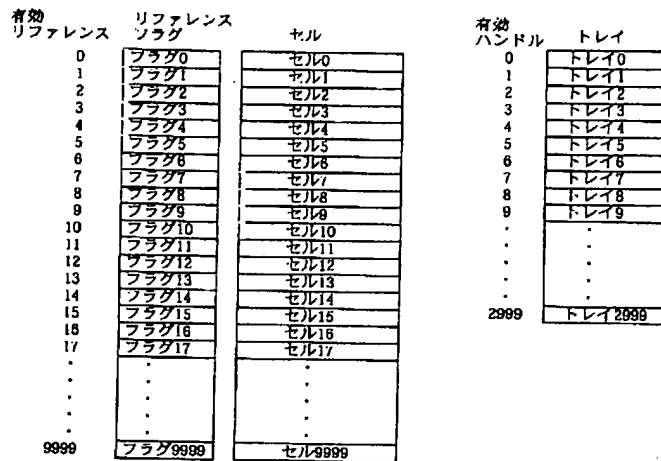 有効
リファレンス
リファレンス
フラグ
セル
0 フラグ0 セル0
1 フラグ1 セル1
2 フラグ2 セル2
3 フラグ3 セル3
4 フラグ4 セル4
5 フラグ5 セル5
6 フラグ6 セル6
7 フラグ7 セル7
8 フラグ8 セル8
9 フラグ9 セル9
10 フラグ10 セル10
11 フラグ11 セル11
12 フラグ12 セル12
13 フラグ13 セル13
14 フラグ14 セル14
15 フラグ15 セル15
16 フラグ16 セル16
17 フラグ17 セル17
9999 フラグ9999 セル9999
有効
ハンドル トレイ
0 トレイ0
1 トレイ1
2 トレイ2
3 トレイ3
4 トレイ4
5 トレイ5
6 トレイ6
7 トレイ7
8 トレイ8
9 トレイ9
2999 トレイ2999